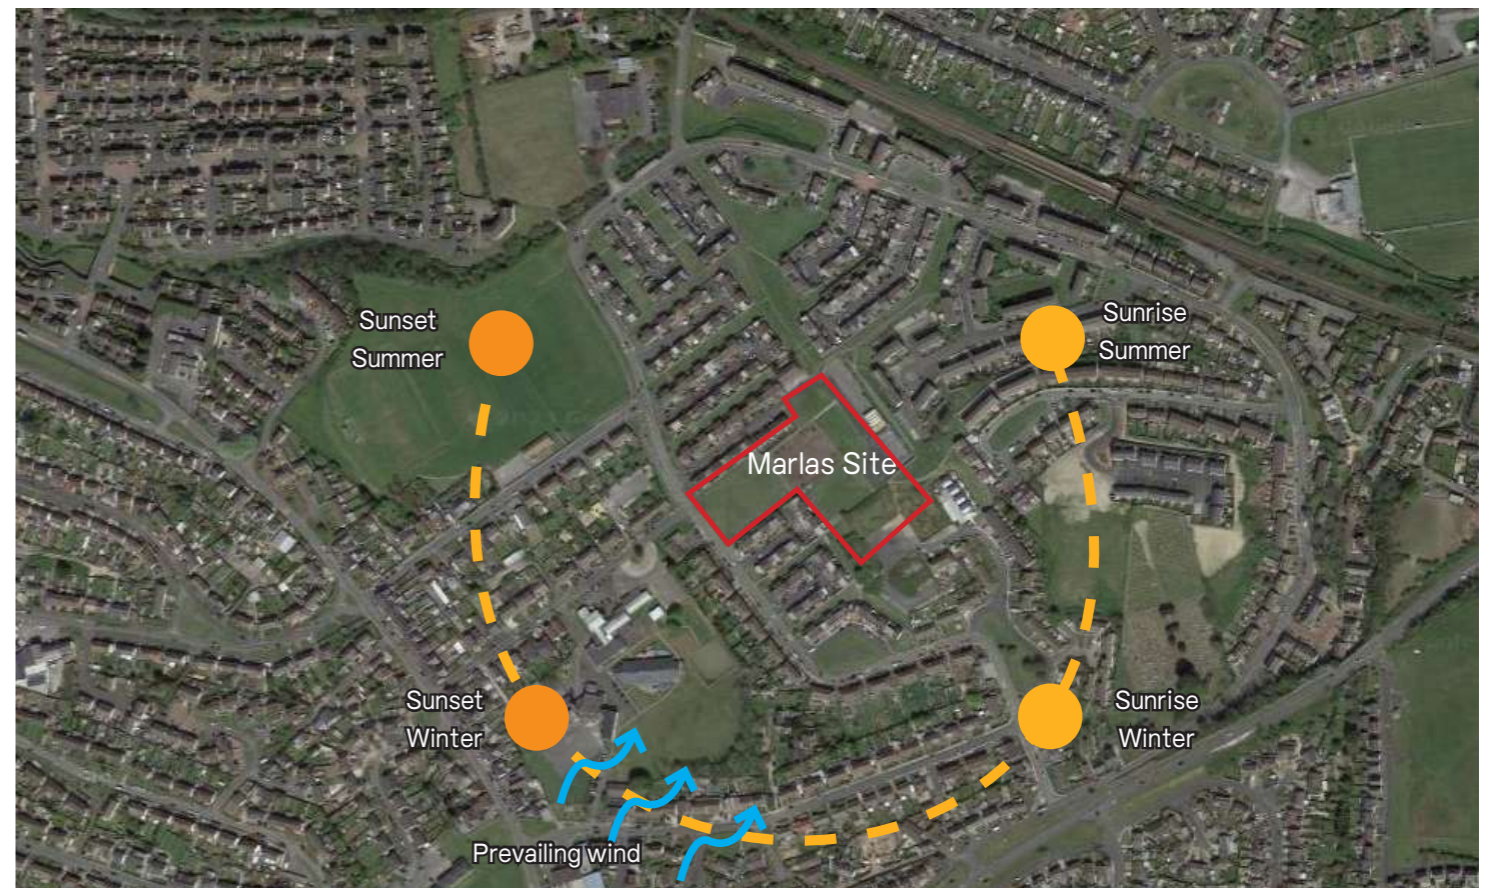 Sunset
Summer
Sunrise
Summer
Marlas Site
Sunset
Winter
Sunrise
Winter
Prevailing wind